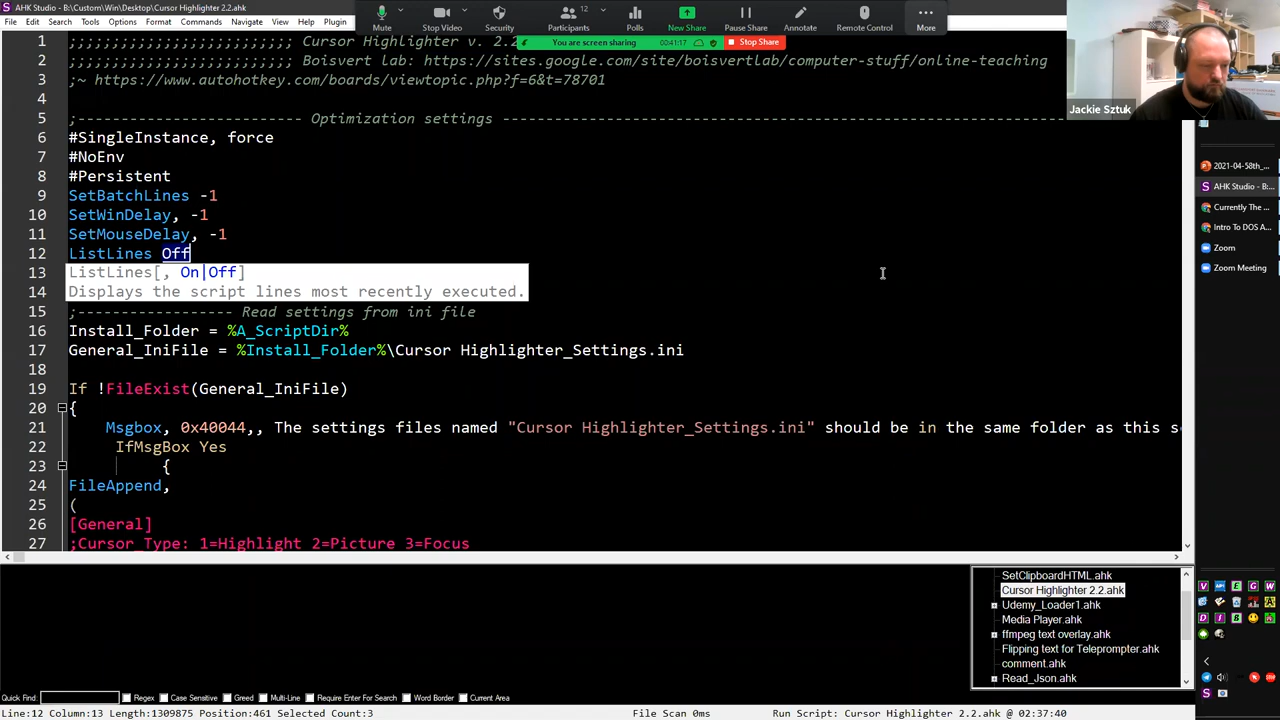 AHK Studio - B:\Custom\Win\Desktop\Cursor Highlighter 2.2.ahk
File Edit Search Tools Options Format Commands Navigate Help Plugin
Mute Stop Video Security Participants 12 Polls New Share Pause Share Annotate Remote Control More
You are screen sharing 00:41:17 Stop Share
Jackie Sztuk
1 ;;;;;;;;;;;;;;;;;;;;;;;;; Cursor Highlighter v. 2.2
2 ;;;;;;;;;;;;;;;;;;;;;;;;; Boisvert lab: https://sites.google.com/site/boisvertlab/computer-stuff/online-teaching
3 ;~ https://www.autohotkey.com/boards/viewtopic.php?f=6&t=78701
4
5 ;------------------------- Optimization settings -------------------------------------------------------------
6 #SingleInstance, force
7 #NoEnv
8 #Persistent
9 SetBatchLines -1
10 SetWinDelay, -1
11 SetMouseDelay, -1
12 ListLines Off
13 ListLines[, On|Off]
14 Displays the script lines most recently executed.
15 ;----------------- Read settings from ini file
16 Install_Folder = %A_ScriptDir%
17 General_IniFile = %Install_Folder%\Cursor Highlighter_Settings.ini
18
19 If !FileExist(General_IniFile)
20 {
21 Msgbox, 0x40044,, The settings files named "Cursor Highlighter_Settings.ini" should be in the same folder as this s
22 IfMsgBox Yes
23 {
24 FileAppend,
25 (
26 [General]
27 ;Cursor_Type: 1=Highlight 2=Picture 3=Focus
2021-04-58th_...
AHK Studio - B:...
Currently The ...
Intro To DOS A...
Zoom
Zoom Meeting
SetClipboardHTML.ahk
Cursor Highlighter 2.2.ahk
Udemy_Loader1.ahk
Media Player.ahk
ffmpeg text overlay.ahk
Flipping text for Teleprompter.ahk
comment.ahk
Read_Json.ahk
Quick Find: Regex Case Sensitive Greed Multi-Line Require Enter For Search Word Border Current Area
Line:12 Column:13 Length:1309875 Position:461 Selected Count:3 File Scan 0ms Run Script: Cursor Highlighter 2.2.ahk @ 02:37:40